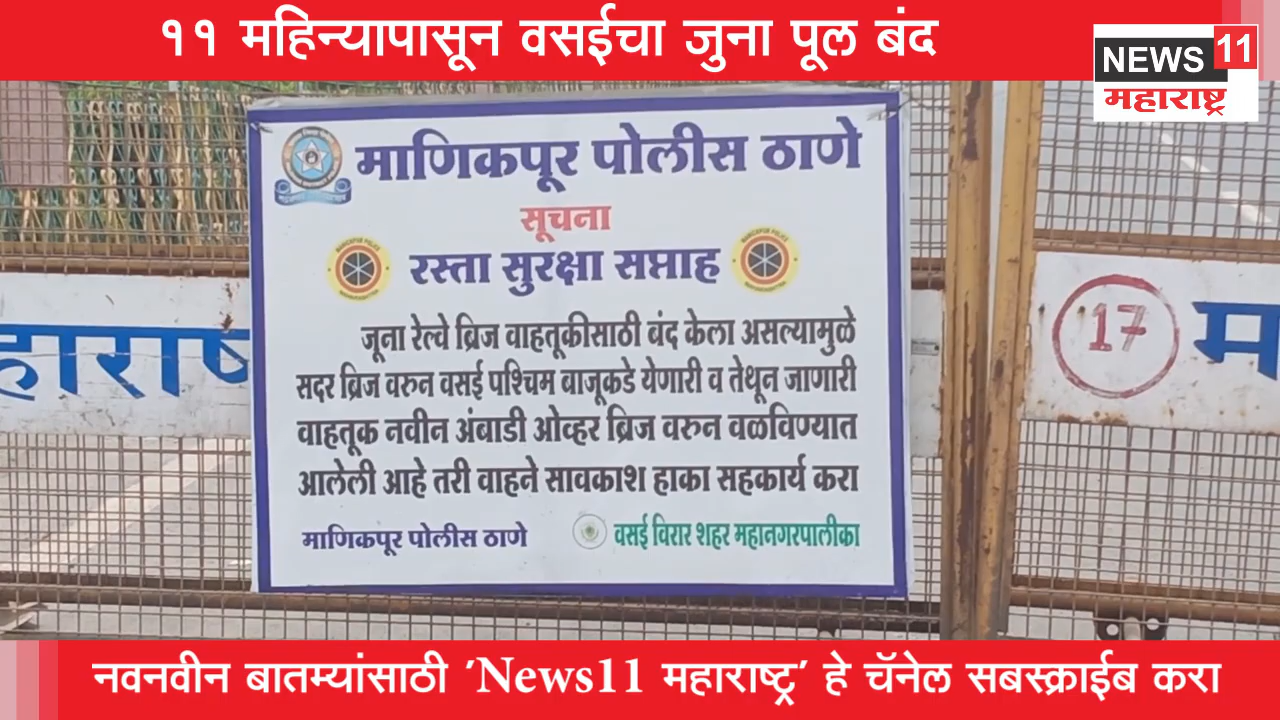 ११ महिन्यापासून वसईचा जुना पूल बंद
NEWS 11
महाराष्ट्र
माणिकपूर पोलीस ठाणे
सूचना
रस्ता सुरक्षा सप्ताह
जूना रेल्वे ब्रिज वाहतूकीसाठी बंद केला असल्यामुळे
सदर ब्रिज वरुन वसई पश्चिम बाजूकडे येणारी व तेथून जाणारी
वाहतूक नवीन अंबाडी ओव्हर ब्रिज वरुन वळविण्यात
आलेली आहे तरी वाहने सावकाश हाका सहकार्य करा
माणिकपूर पोलीस ठाणे
वसई विरार शहर महानगरपालीका
हाराष्
17
म
नवनवीन बातम्यांसाठी 'News11 महाराष्ट्र' हे चॅनेल सबस्क्राईब करा